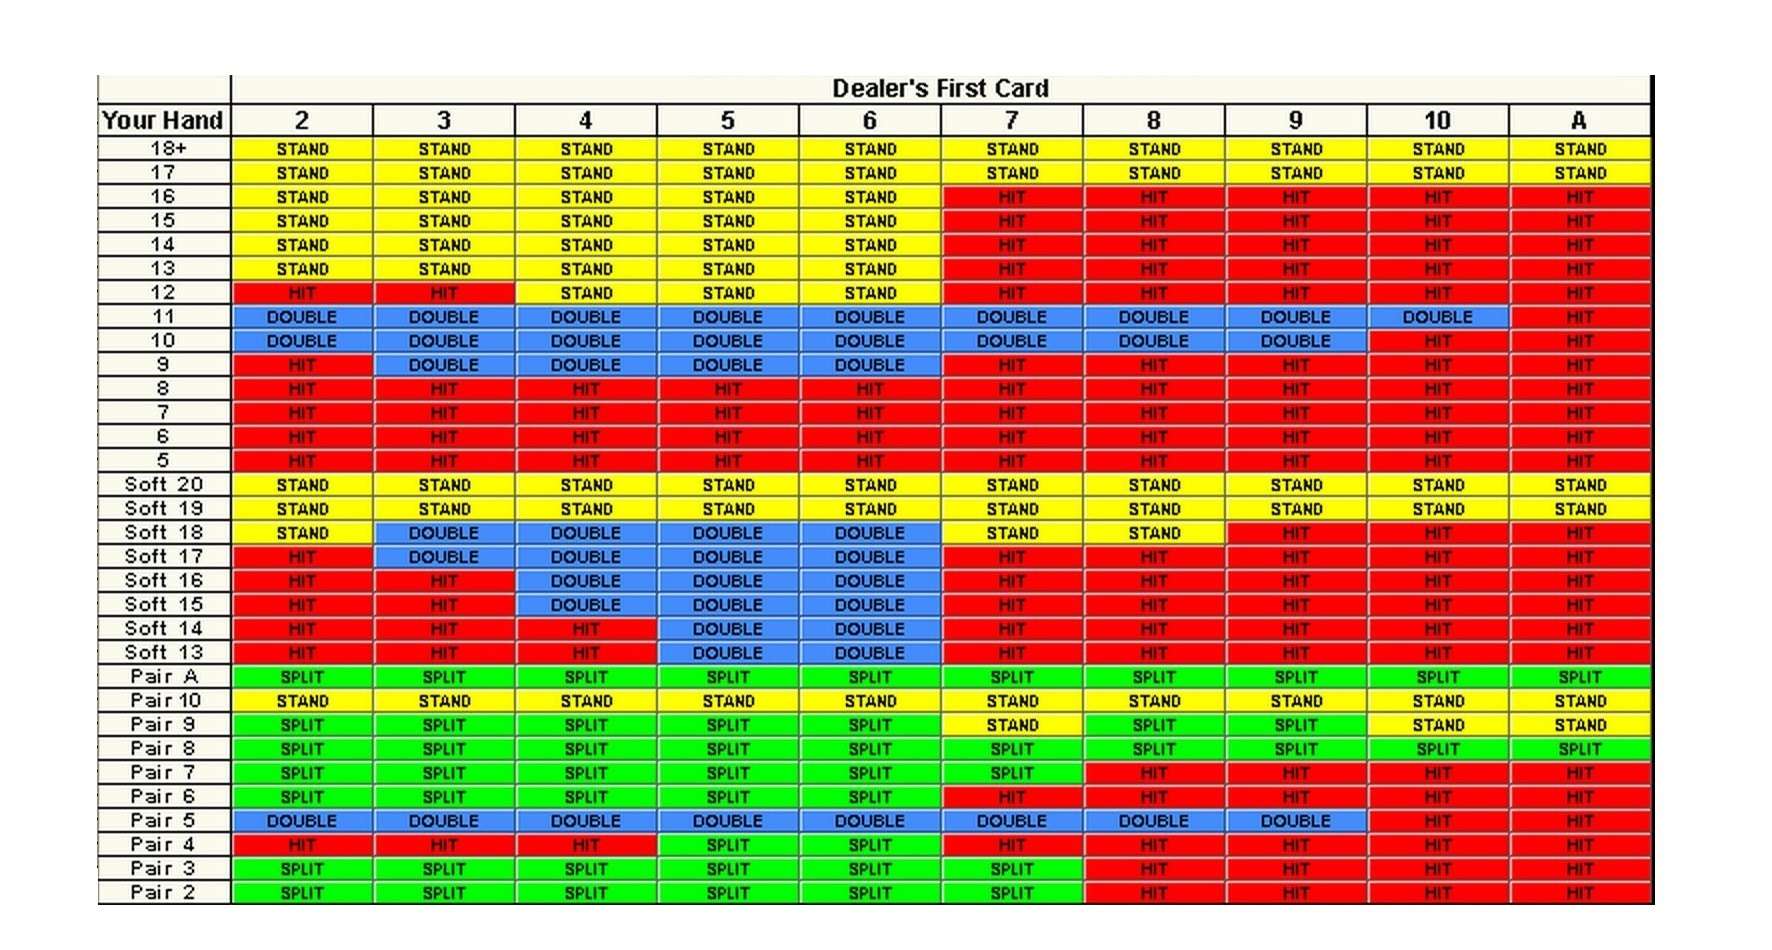 Dealer's First Card
Your Hand 2 3 4 5 6 7 8 9 10 A
18+ STAND STAND STAND STAND STAND STAND STAND STAND STAND STAND
17 STAND STAND STAND STAND STAND STAND STAND STAND STAND STAND
16 STAND STAND STAND STAND STAND HIT HIT HIT HIT HIT
15 STAND STAND STAND STAND STAND HIT HIT HIT HIT HIT
14 STAND STAND STAND STAND STAND HIT HIT HIT HIT HIT
13 STAND STAND STAND STAND STAND HIT HIT HIT HIT HIT
12 HIT HIT STAND STAND STAND HIT HIT HIT HIT HIT
11 DOUBLE DOUBLE DOUBLE DOUBLE DOUBLE DOUBLE DOUBLE DOUBLE DOUBLE HIT
10 DOUBLE DOUBLE DOUBLE DOUBLE DOUBLE DOUBLE DOUBLE DOUBLE HIT HIT
9 HIT DOUBLE DOUBLE DOUBLE DOUBLE HIT HIT HIT HIT HIT
8 HIT HIT HIT HIT HIT HIT HIT HIT HIT HIT
7 HIT HIT HIT HIT HIT HIT HIT HIT HIT HIT
6 HIT HIT HIT HIT HIT HIT HIT HIT HIT HIT
5 HIT HIT HIT HIT HIT HIT HIT HIT HIT HIT
Soft 20 STAND STAND STAND STAND STAND STAND STAND STAND STAND STAND
Soft 19 STAND STAND STAND STAND STAND STAND STAND STAND STAND STAND
Soft 18 STAND DOUBLE DOUBLE DOUBLE DOUBLE STAND STAND HIT HIT HIT
Soft 17 HIT DOUBLE DOUBLE DOUBLE DOUBLE HIT HIT HIT HIT HIT
Soft 16 HIT HIT DOUBLE DOUBLE DOUBLE HIT HIT HIT HIT HIT
Soft 15 HIT HIT DOUBLE DOUBLE DOUBLE HIT HIT HIT HIT HIT
Soft 14 HIT HIT HIT DOUBLE DOUBLE HIT HIT HIT HIT HIT
Soft 13 HIT HIT HIT DOUBLE DOUBLE HIT HIT HIT HIT HIT
Pair A SPLIT SPLIT SPLIT SPLIT SPLIT SPLIT SPLIT SPLIT SPLIT SPLIT
Pair 10 STAND STAND STAND STAND STAND STAND STAND STAND STAND STAND
Pair 9 SPLIT SPLIT SPLIT SPLIT SPLIT STAND SPLIT SPLIT STAND STAND
Pair 8 SPLIT SPLIT SPLIT SPLIT SPLIT SPLIT SPLIT SPLIT SPLIT SPLIT
Pair 7 SPLIT SPLIT SPLIT SPLIT SPLIT SPLIT HIT HIT HIT HIT
Pair 6 SPLIT SPLIT SPLIT SPLIT SPLIT HIT HIT HIT HIT HIT
Pair 5 DOUBLE DOUBLE DOUBLE DOUBLE DOUBLE DOUBLE DOUBLE DOUBLE HIT HIT
Pair 4 HIT HIT HIT SPLIT SPLIT HIT HIT HIT HIT HIT
Pair 3 SPLIT SPLIT SPLIT SPLIT SPLIT SPLIT HIT HIT HIT HIT
Pair 2 SPLIT SPLIT SPLIT SPLIT SPLIT SPLIT HIT HIT HIT HIT